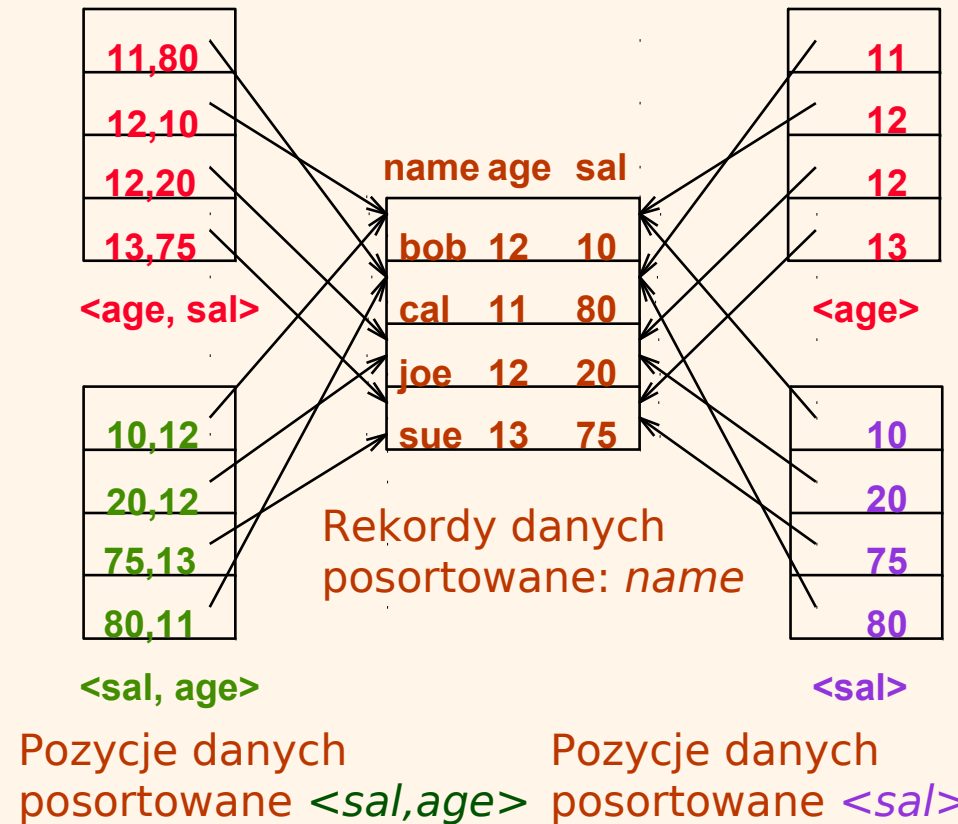 11,80
12,10
12,20
13,75
<age, sal>
10,12
20,12
75,13
80,11
<sal, age>
name age sal
bob 12 10
cal 11 80
joe 12 20
sue 13 75
Rekordy danych
posortowane: name
11
12
12
13
<age>
10
20
75
80
<sal>
Pozycje danych
posortowane <sal,age>
Pozycje danych
posortowane <sal>